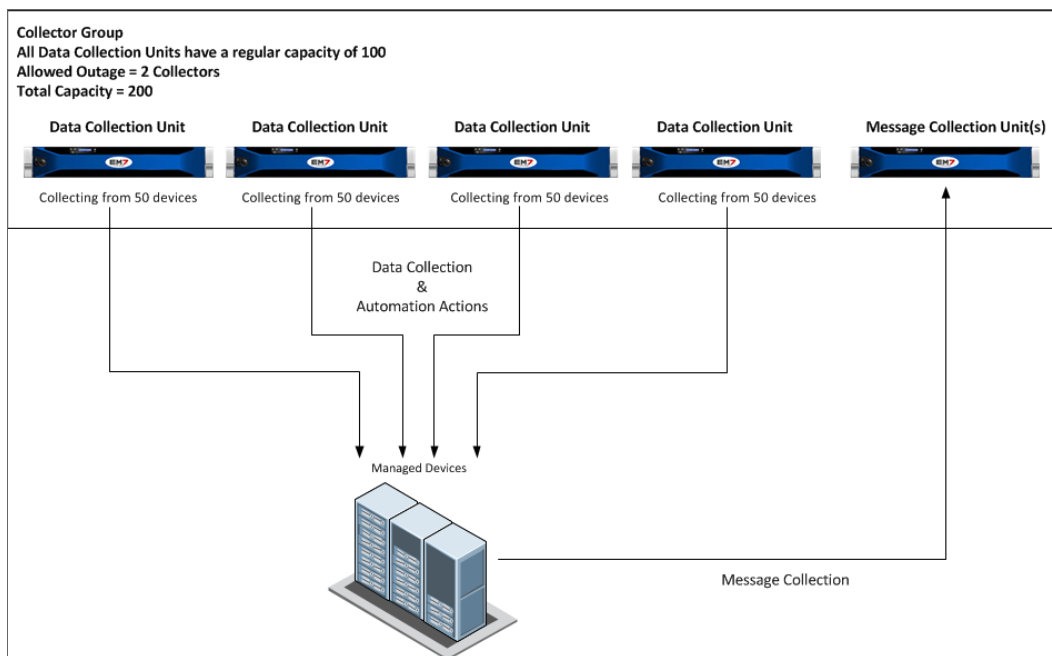 Collector Group
All Data Collection Units have a regular capacity of 100
Allowed Outage = 2 Collectors
Total Capacity = 200
Data Collection Unit
Data Collection Unit
Data Collection Unit
Data Collection Unit
Message Collection Unit(s)
EM7
EM7
EM7
EM7
EM7
Collecting from 50 devices
Collecting from 50 devices
Collecting from 50 devices
Collecting from 50 devices
Data Collection
&
Automation Actions
Managed Devices
Message Collection